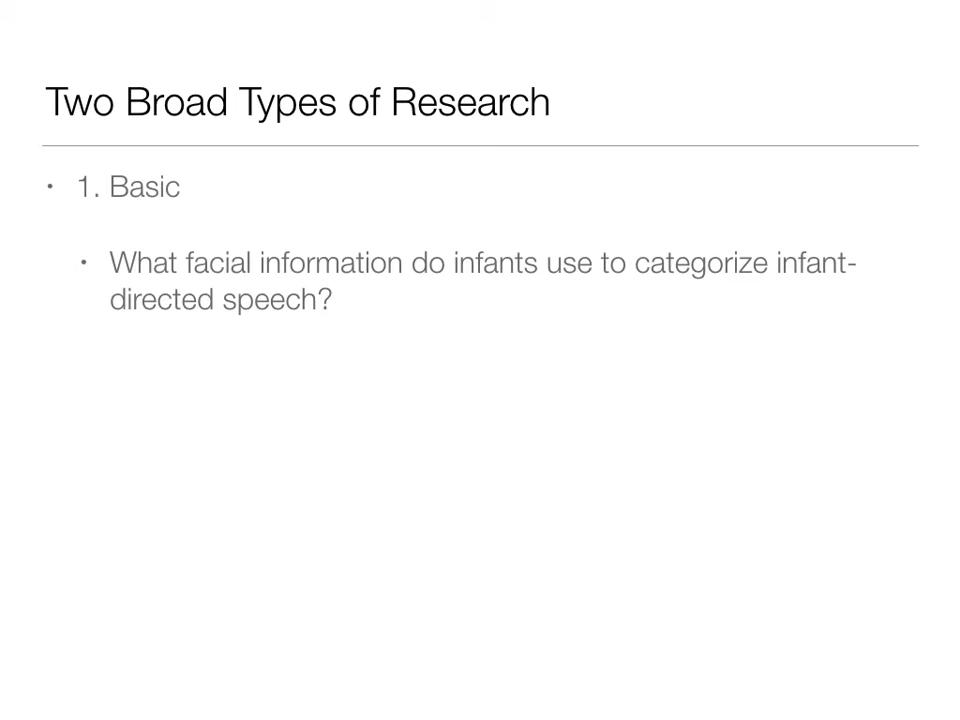 Two Broad Types of Research
• 1. Basic
• What facial information do infants use to categorize infant-
directed speech?